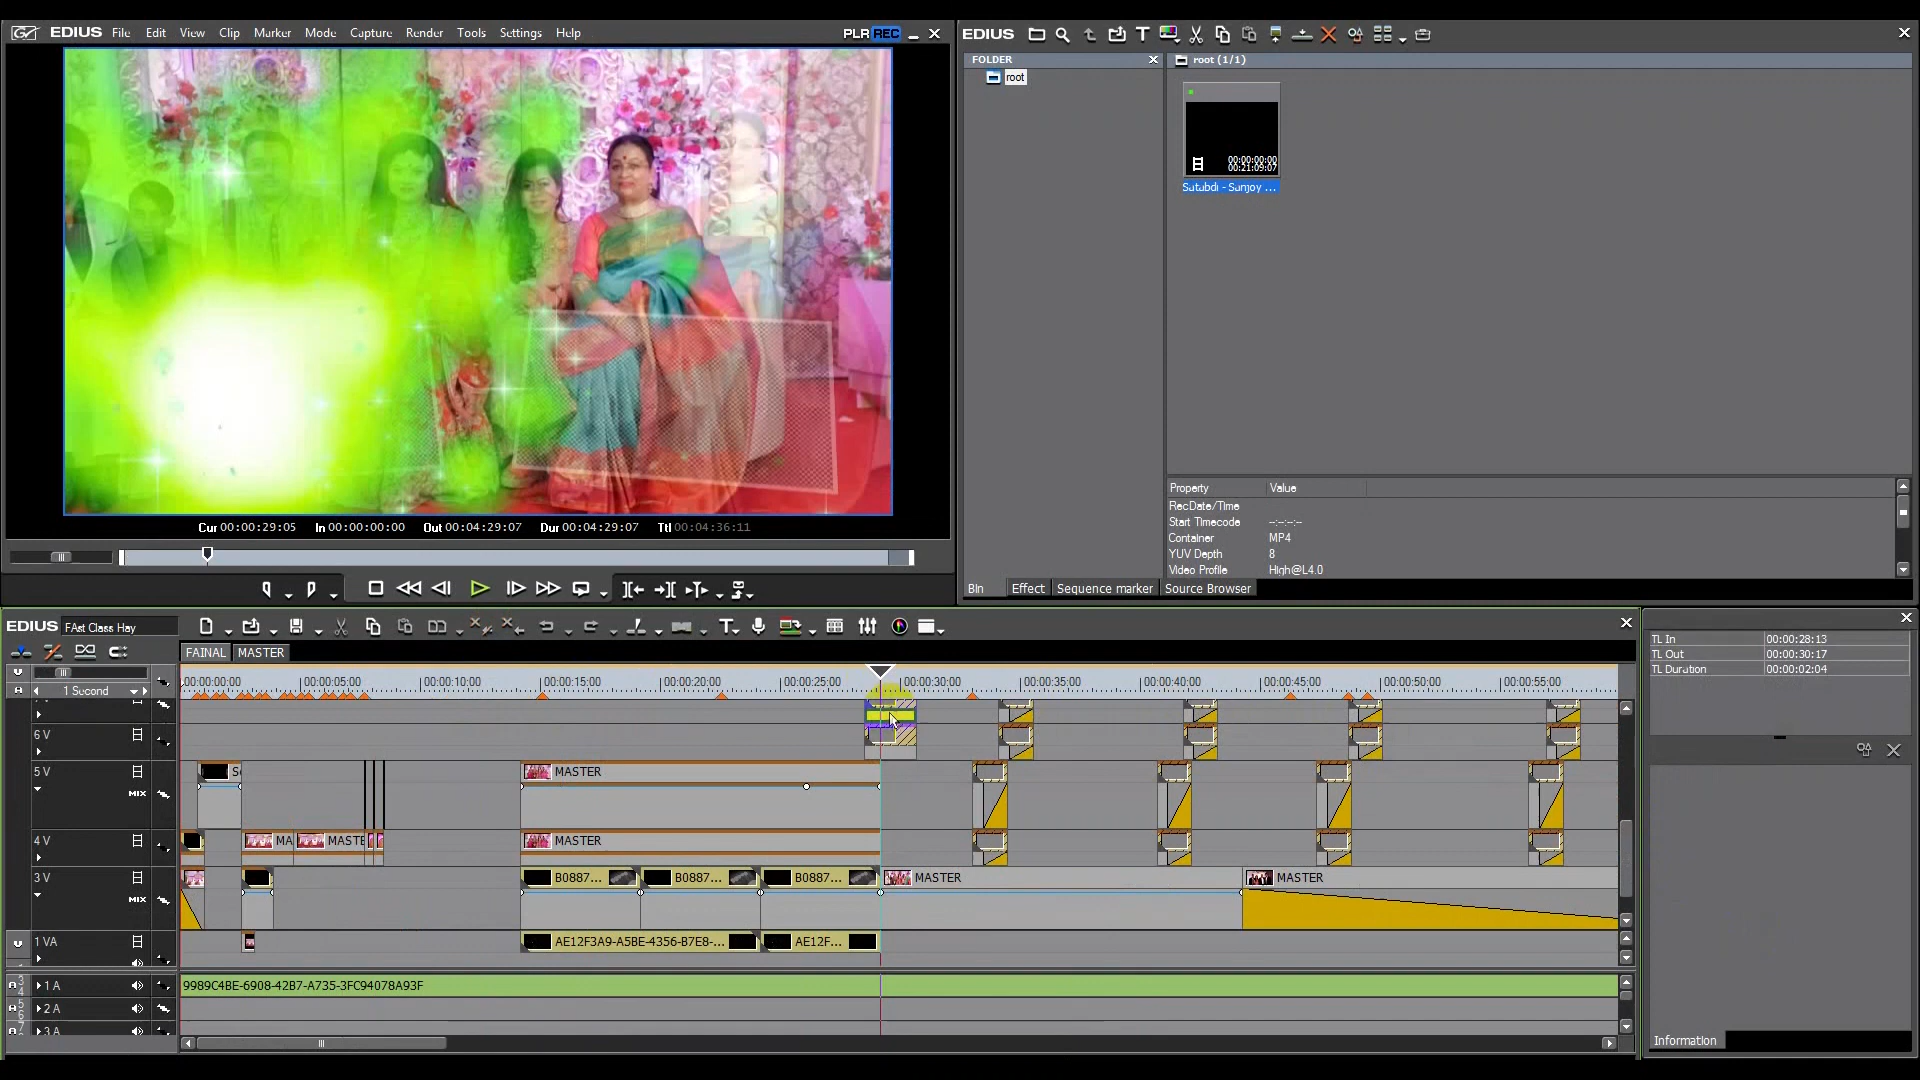 EDIUS File Edit View Clip Marker Mode Capture Render Tools Settings Help PLR REC
Cur 00:00:29:05 In 00:00:00:00 Out 00:04:29:07 Dur 00:04:29:07 Ttl 00:04:36:11
EDIUS
FOLDER
root
root (1/1)
00:00:00:00
00:21:09:07
Satabdi - Sanjoy ...
Property Value
RecDate/Time
Start Timecode --:--:--:--
Container MP4
YUV Depth 8
Video Profile High@L4.0
Bin Effect Sequence marker Source Browser
EDIUS FAst Class Hay
FAINAL MASTER
1 Second
00:00:00:00 00:00:05:00 00:00:10:00 00:00:15:00 00:00:20:00 00:00:25:00 00:00:30:00 00:00:35:00 00:00:40:00 00:00:45:00 00:00:50:00 00:00:55:00
6 V
5 V MASTER
MIX
4 V MA MASTE MASTER
3 V B0887... B0887... B0887... MASTER MASTER
MIX
1 VA AE12F3A9-A5BE-4356-B7E8-... AE12F...
1 A 9989C4BE-6908-42B7-A735-3FC94078A93F
2 A
3 A
TL In 00:00:28:13
TL Out 00:00:30:17
TL Duration 00:00:02:04
Information